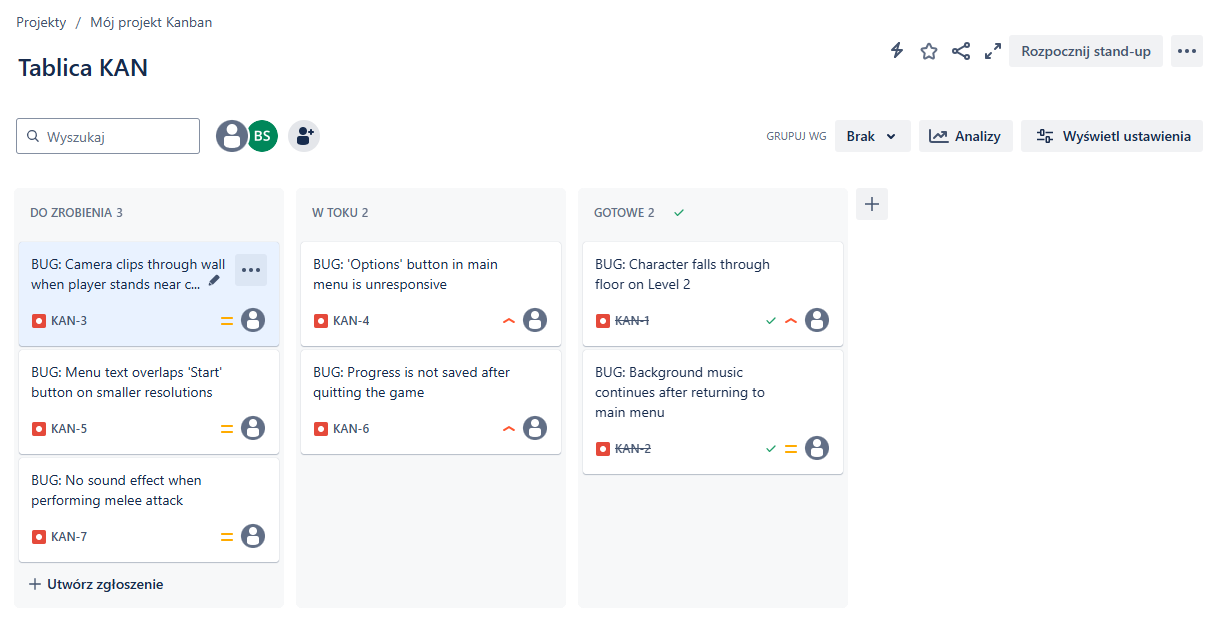 Projekty / Mój projekt Kanban
Tablica KAN
Rozpocznij stand-up
Wyszukaj
BS
GRUPUJ WG
Brak
Analizy
Wyświetl ustawienia
DO ZROBIENIA 3
BUG: Camera clips through wall
when player stands near c...
KAN-3
BUG: Menu text overlaps 'Start'
button on smaller resolutions
KAN-5
BUG: No sound effect when
performing melee attack
KAN-7
Utwórz zgłoszenie
W TOKU 2
BUG: 'Options' button in main
menu is unresponsive
KAN-4
BUG: Progress is not saved after
quitting the game
KAN-6
GOTOWE 2
BUG: Character falls through
floor on Level 2
KAN-1
BUG: Background music
continues after returning to
main menu
KAN-2